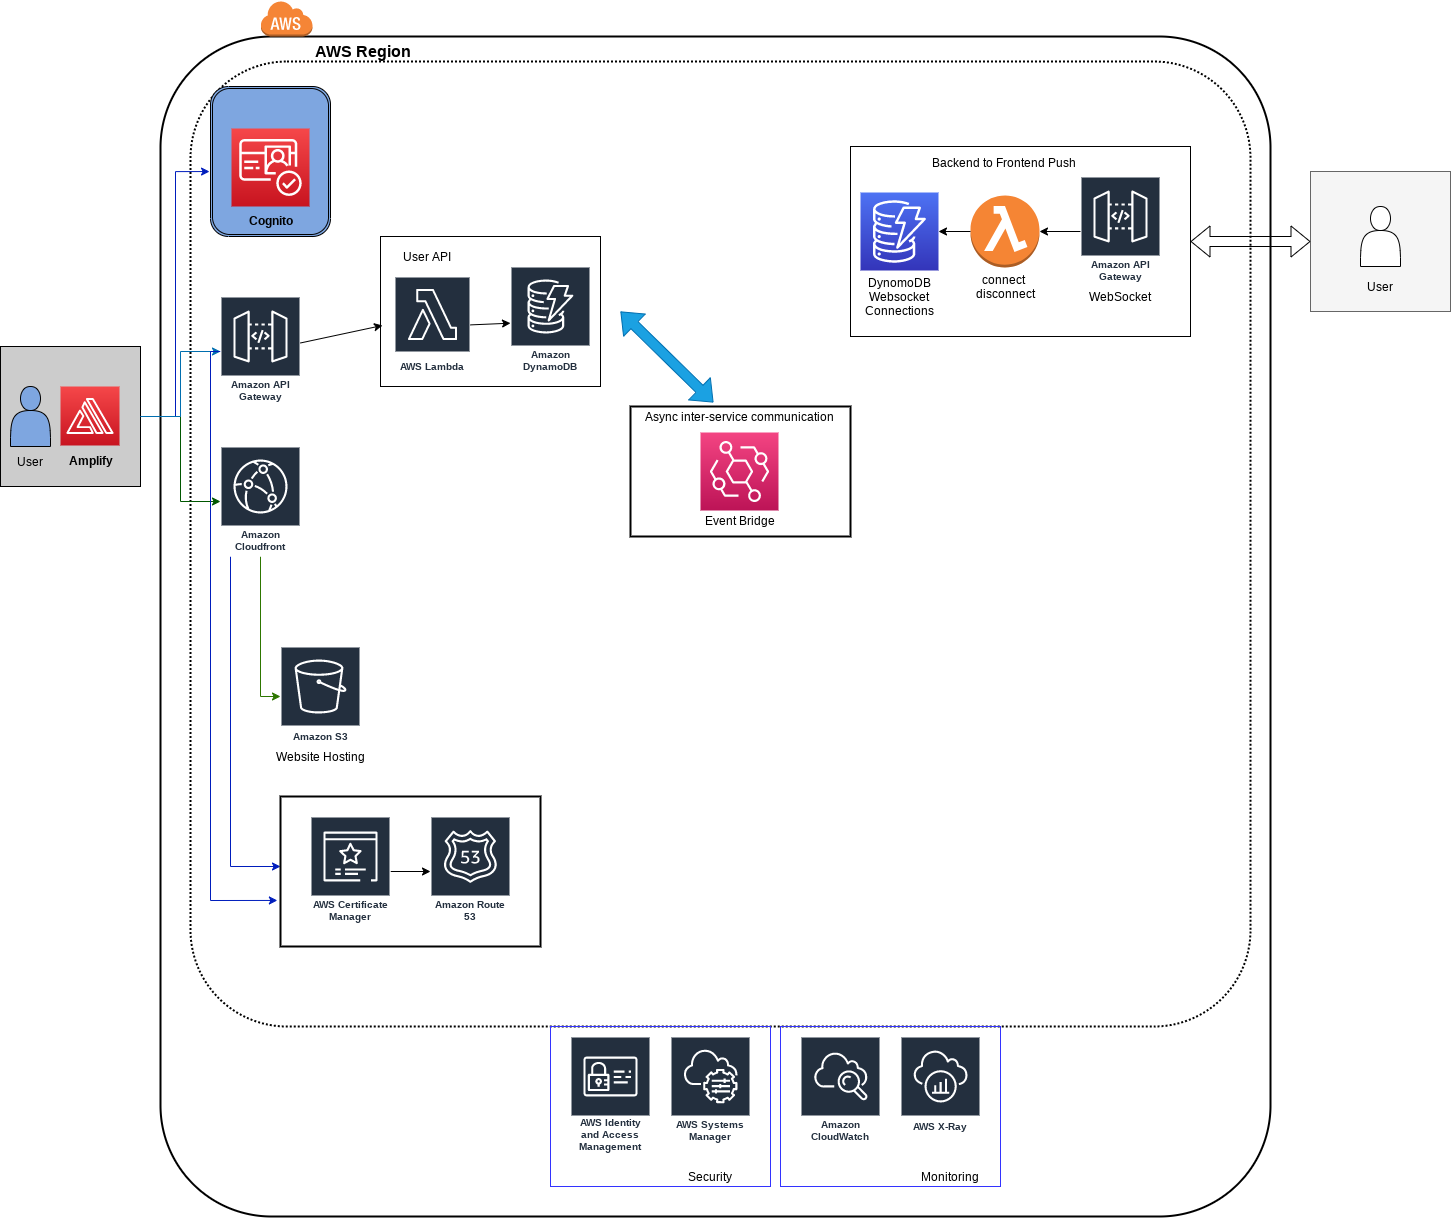 AWS
AWS Region
Cognito
User API
AWS Lambda
Amazon
DynamoDB
Amazon API
Gateway
User
Amplify
Amazon
Cloudfront
Async inter-service communication
Event Bridge
Backend to Frontend Push
DynomoDB
Websocket
Connections
connect
disconnect
Amazon API
Gateway
WebSocket
User
Amazon S3
Website Hosting
AWS Certificate
Manager
53
Amazon Route
53
AWS Identity
and Access
Management
AWS Systems
Manager
Security
Amazon
CloudWatch
AWS X-Ray
Monitoring